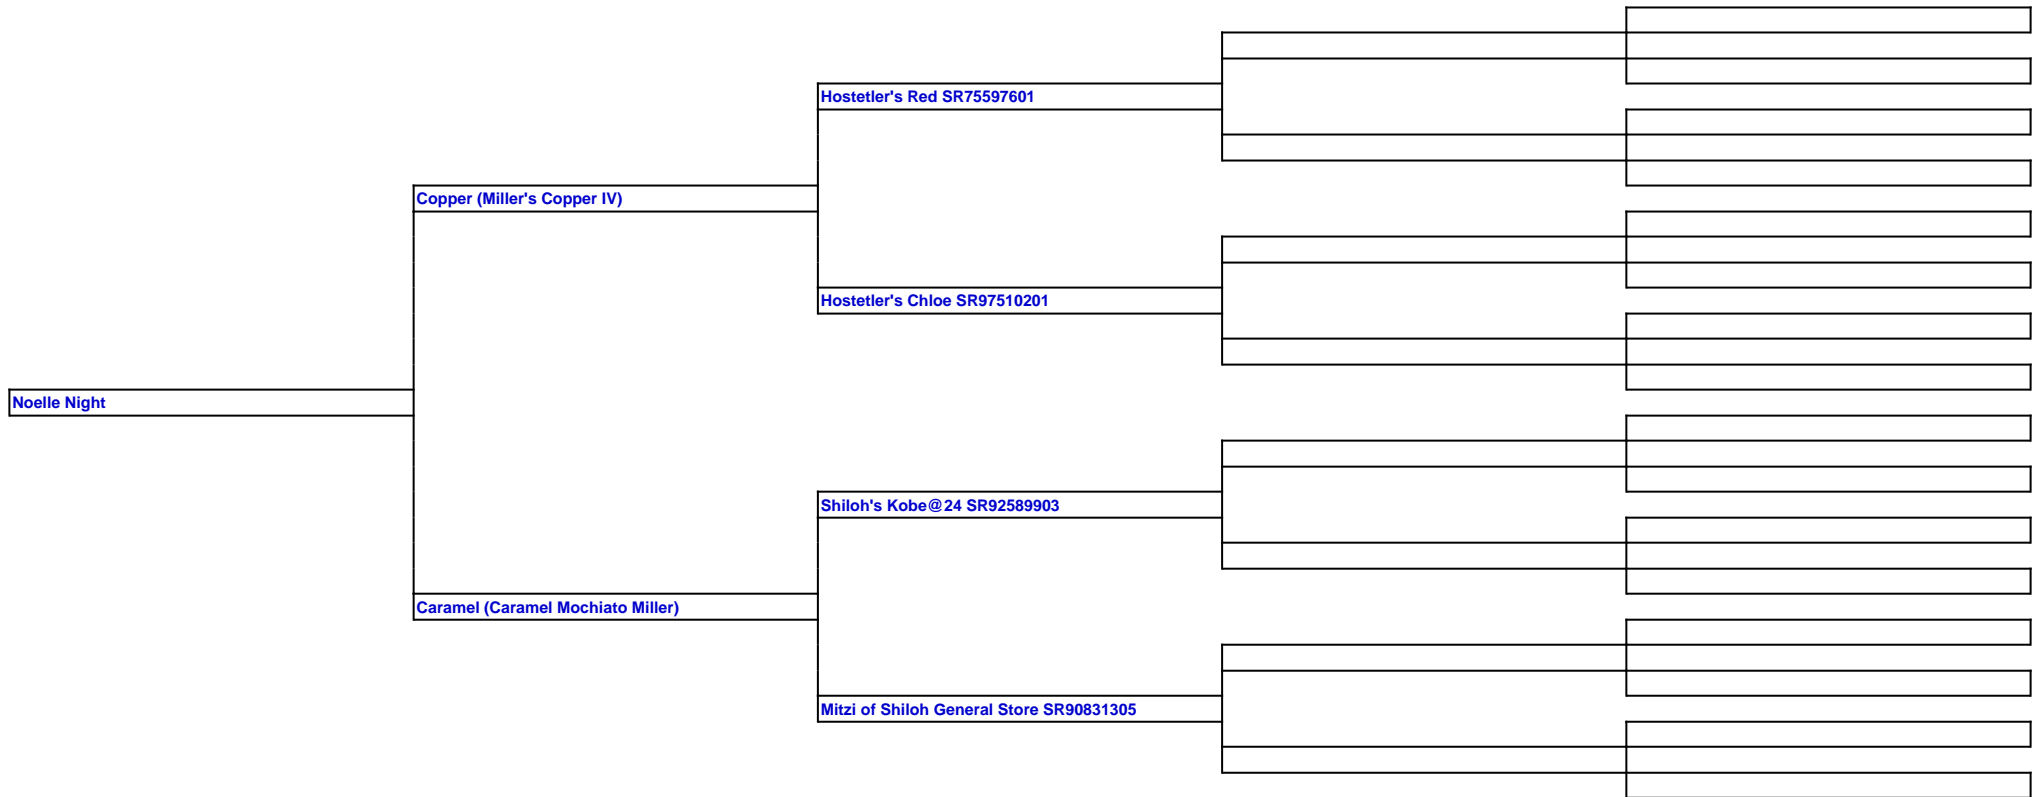 Hostetler's Red SR75597601
Copper (Miller's Copper IV)
Hostetler's Chloe SR97510201
Noelle Night
Shiloh's Kobe@24 SR92589903
Caramel (Caramel Mochiato Miller)
Mitzi of Shiloh General Store SR90831305